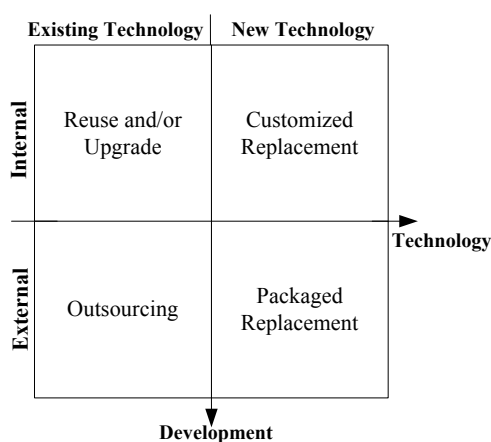 Existing Technology New Technology
Internal
Reuse and/or
Upgrade
Customized
Replacement
Technology
External
Outsourcing
Packaged
Replacement
Development